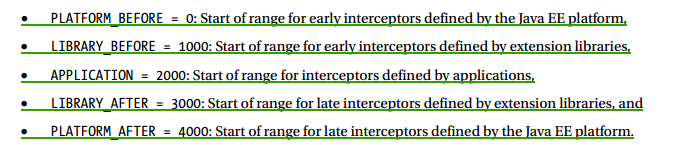 • PLATFORM_BEFORE = 0: Start of range for early interceptors defined by the Java EE platform,
• LIBRARY_BEFORE = 1000: Start of range for early interceptors defined by extension libraries,
• APPLICATION = 2000: Start of range for interceptors defined by applications,
• LIBRARY_AFTER = 3000: Start of range for late interceptors defined by extension libraries, and
• PLATFORM_AFTER = 4000: Start of range for late interceptors defined by the Java EE platform.